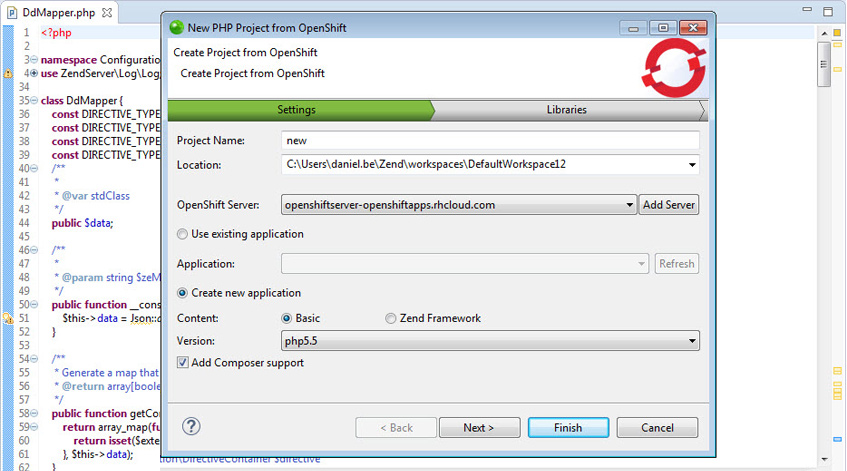 DdMapper.php
New PHP Project from OpenShift
Create Project from OpenShift
Create Project from OpenShift
Settings Libraries
Project Name: new
Location: C:\Users\daniel.be\Zend\workspaces\DefaultWorkspace12
OpenShift Server: openshiftserver-openshiftapps.rhcloud.com Add Server
Use existing application
Application: Refresh
Create new application
Content: Basic Zend Framework
Version: php5.5
Add Composer support
? < Back Next > Finish Cancel
1 <?php
2
3 namespace Configuration
4 use ZendServer\Log\Log
34
35 class DdMapper {
36 const DIRECTIVE_TYPE
37 const DIRECTIVE_TYPE
38 const DIRECTIVE_TYPE
39 const DIRECTIVE_TYPE
40 /**
41 *
42 * @var stdClass
43 */
44 public $data;
45
46 /**
47 *
48 * @param string $zeM
49 */
50 public function __cons
51 $this->data = Json::
52 }
53
54 /**
55 * Generate a map that
56 * @return array[boole
57 */
58 public function getCo
59 return array_map(fu
60 return isset($exte
61 }, $this->data);
62 }